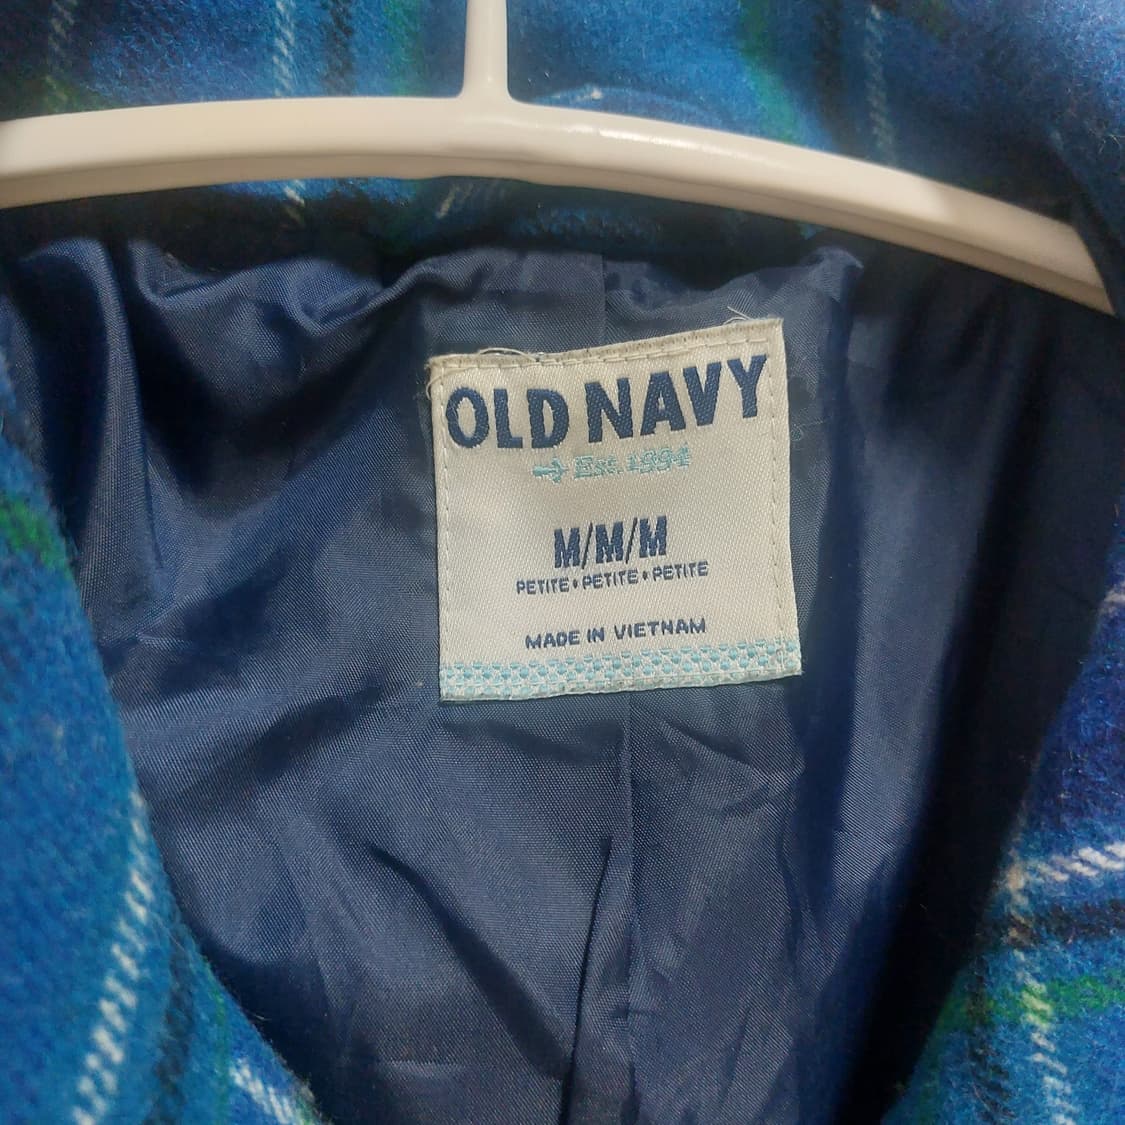 OLD NAVY
Est. 1994
M/M/M
PETITE • PETITE • PETITE
MADE IN VIETNAM